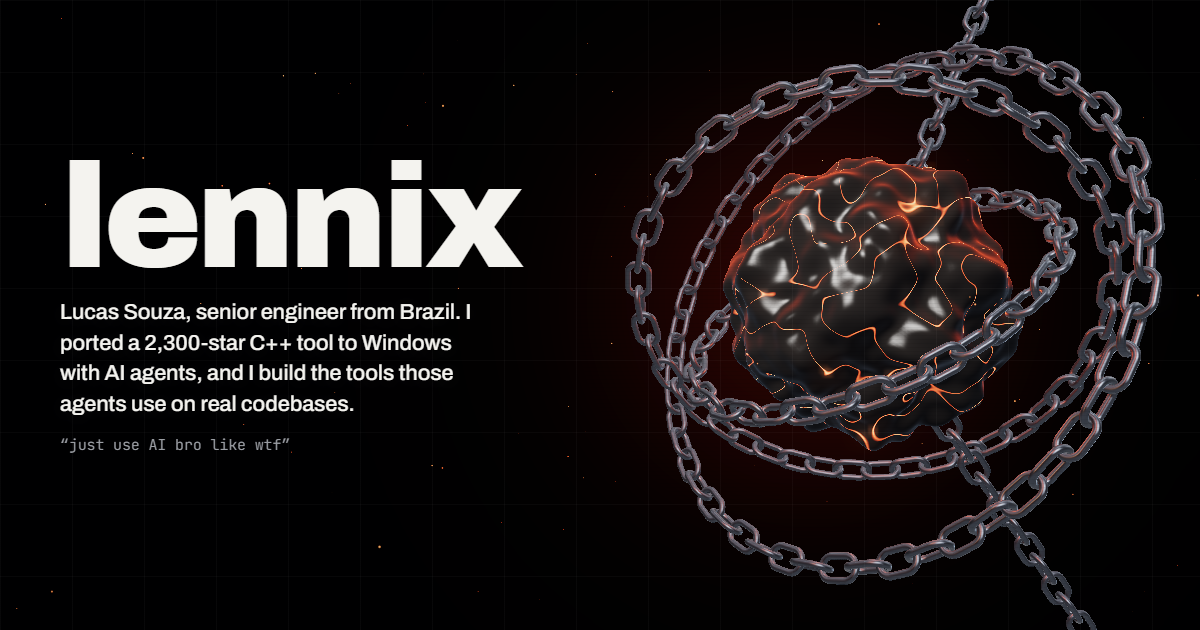 lennix
Lucas Souza, senior engineer from Brazil. I
ported a 2,300-star C++ tool to Windows
with AI agents, and I build the tools those
agents use on real codebases.
“just use AI bro like wtf”